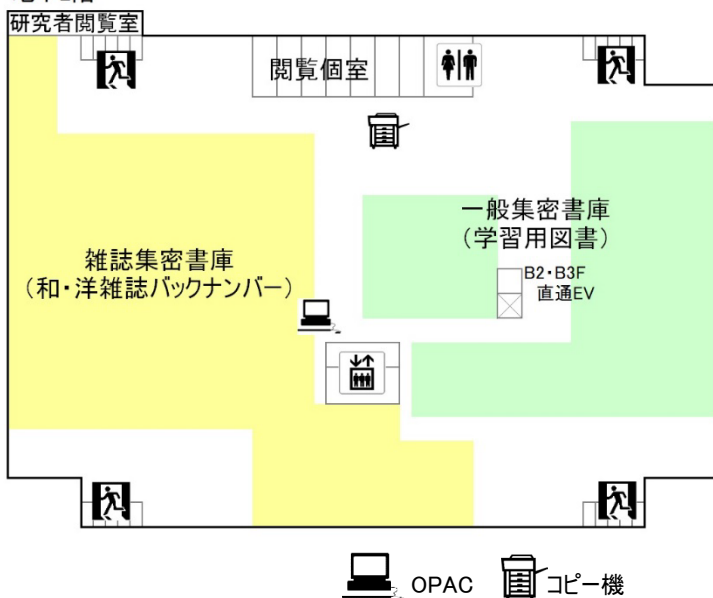 研究者閲覧室
閲覧個室
一般集密書庫
(学習用図書)
雑誌集密書庫
(和・洋雑誌バックナンバー)
B2・B3F
直通EV
OPAC
コピー機